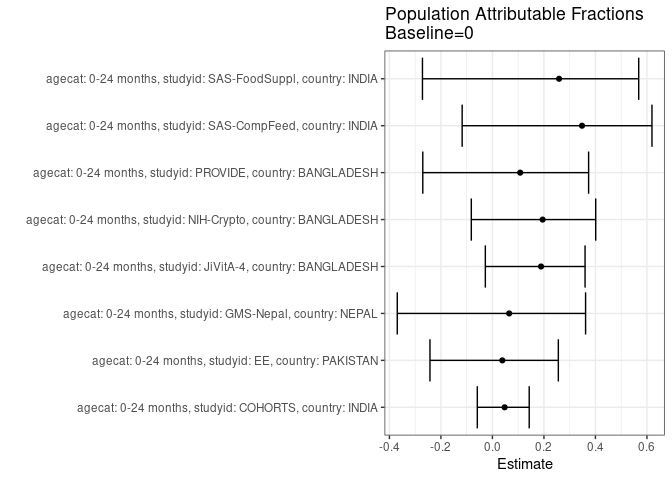 Population Attributable Fractions
Baseline=0
agecat: 0-24 months, studyid: SAS-FoodSuppl, country: INDIA
agecat: 0-24 months, studyid: SAS-CompFeed, country: INDIA
agecat: 0-24 months, studyid: PROVIDE, country: BANGLADESH
agecat: 0-24 months, studyid: NIH-Crypto, country: BANGLADESH
agecat: 0-24 months, studyid: JiVitA-4, country: BANGLADESH
agecat: 0-24 months, studyid: GMS-Nepal, country: NEPAL
agecat: 0-24 months, studyid: EE, country: PAKISTAN
agecat: 0-24 months, studyid: COHORTS, country: INDIA
-0.4 -0.2 0.0 0.2 0.4 0.6
Estimate